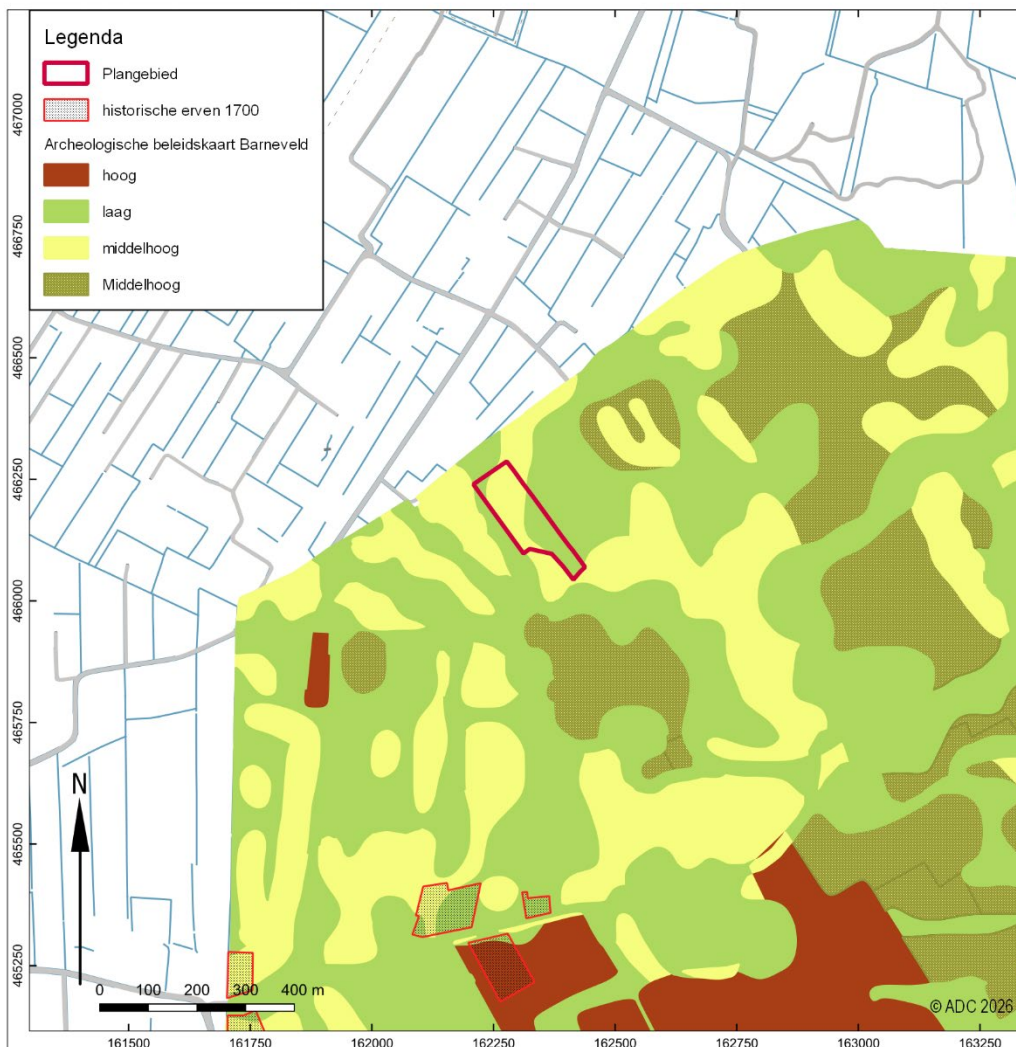 Legenda
Plangebied
historische erven 1700
Archeologische beleidskaart Barneveld
hoog
laag
middelhoog
Middelhoog
467000
466750
466500
466250
466000
465750
465500
465250
N
0 100 200 300 400 m
© ADC 2026
161500 161750 162000 162250 162500 162750 163000 163250